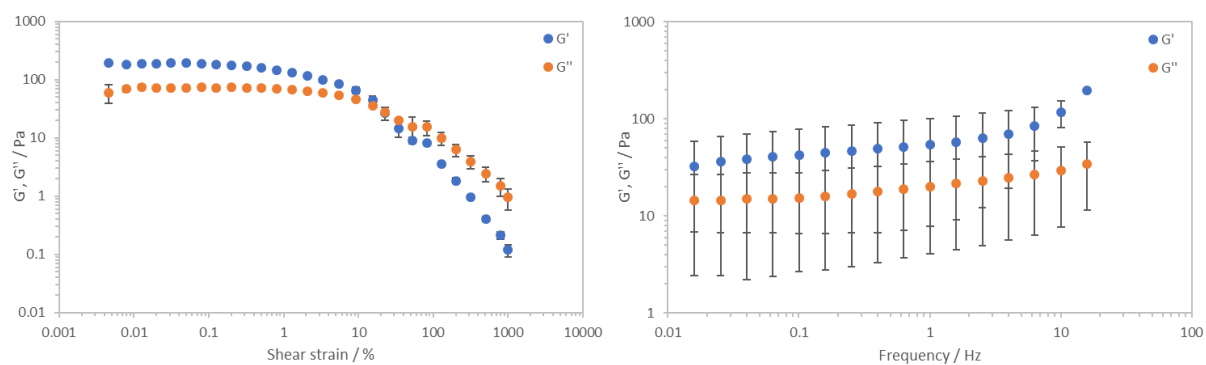 1000
100
10
1
0.1
0.01
G', G'' / Pa
G'
G''
0.001 0.01 0.1 1 10 100 1000 10000
Shear strain / %
1000
100
10
1
G', G'' / Pa
G'
G''
0.01 0.1 1 10 100
Frequency / Hz